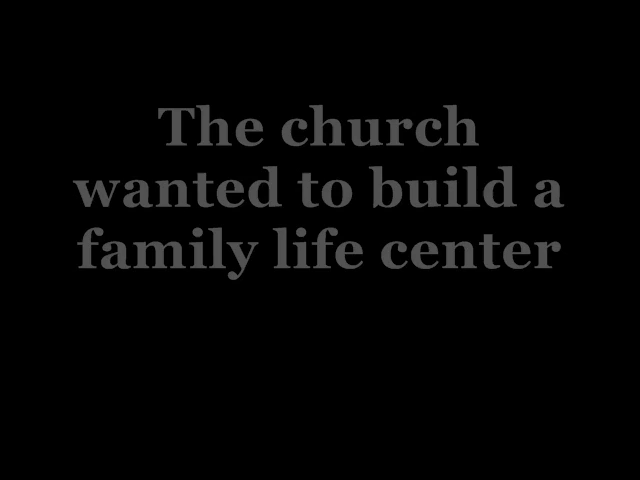 The church
wanted to build a
family life center